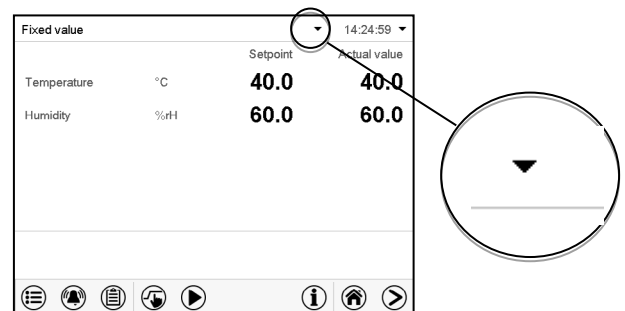 Fixed value 14:24:59
Setpoint Actual value
Temperature °C 40.0 40.0
Humidity %rH 60.0 60.0